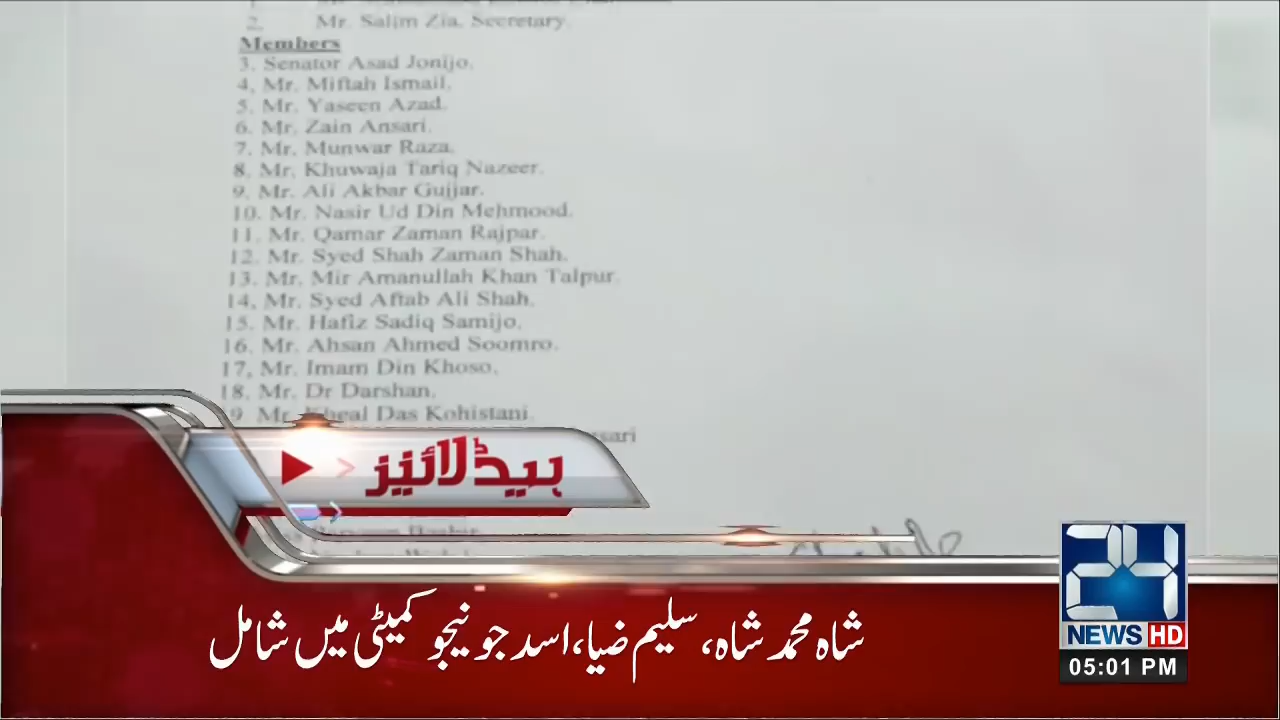 2. Mr. Salim Zia, Secretary.
Members
3. Senator Asad Jonijo,
4, Mr. Miftah Ismail,
5. Mr. Yaseen Azad.
6. Mr. Zain Ansari.
7. Mr. Munwar Raza,
8. Mr. Khuwaja Tariq Nazeer.
9. Mr. Ali Akbar Gujjar.
10. Mr. Nasir Ud Din Mehmood.
11. Mr. Qamar Zaman Rajpar.
12. Mr. Syed Shah Zaman Shah.
13. Mr. Mir Amanullah Khan Talpur.
14, Mr. Syed Aftab Ali Shah,
15. Mr. Hafiz Sadiq Samijo,
16. Mr. Ahsan Ahmed Soomro.
17, Mr. Imam Din Khoso,
18. Mr. Dr Darshan,
9 Mr. Kheal Das Kohistani.
ہیڈلائنز
شاہ محمد شاہ، سلیم ضیا،اسد جونیجو کمیٹی میں شامل
24
NEWS HD
05:01 PM